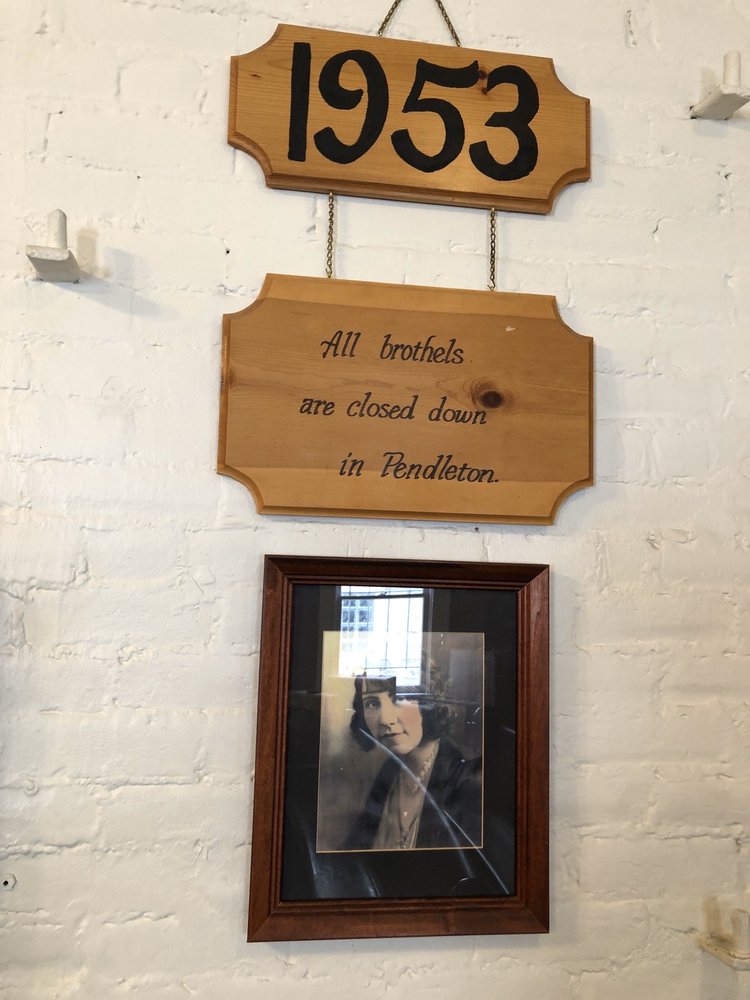 1953
All brothels
are closed down
in Pendleton.